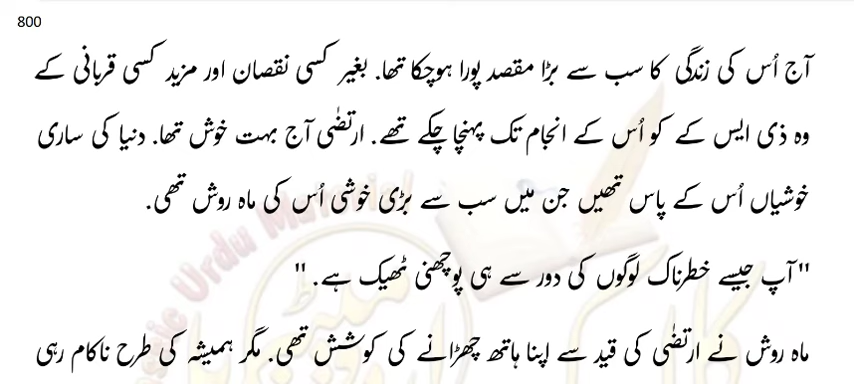 800
آج اُس کی زندگی کا سب سے بڑا مقصد پورا ہوچکا تھا۔ بغیر کسی نقصان اور مزید کسی قربانی کے
وہ ذی ایس کے کو اُس کے انجام تک پہنچا چکے تھے۔ ارتضٰی آج بہت خوش تھا۔ دنیا کی ساری
خوشیاں اُس کے پاس تھیں جن میں سب سے بڑی خوشی اُس کی ماہ روش تھی۔
"آپ جیسے خطرناک لوگوں کی دور سے ہی پوچھنی ٹھیک ہے۔ "
ماہ روش نے ارتضٰی کی قید سے اپنا ہاتھ چھڑانے کی کوشش تھی۔ مگر ہمیشہ کی طرح ناکام رہی